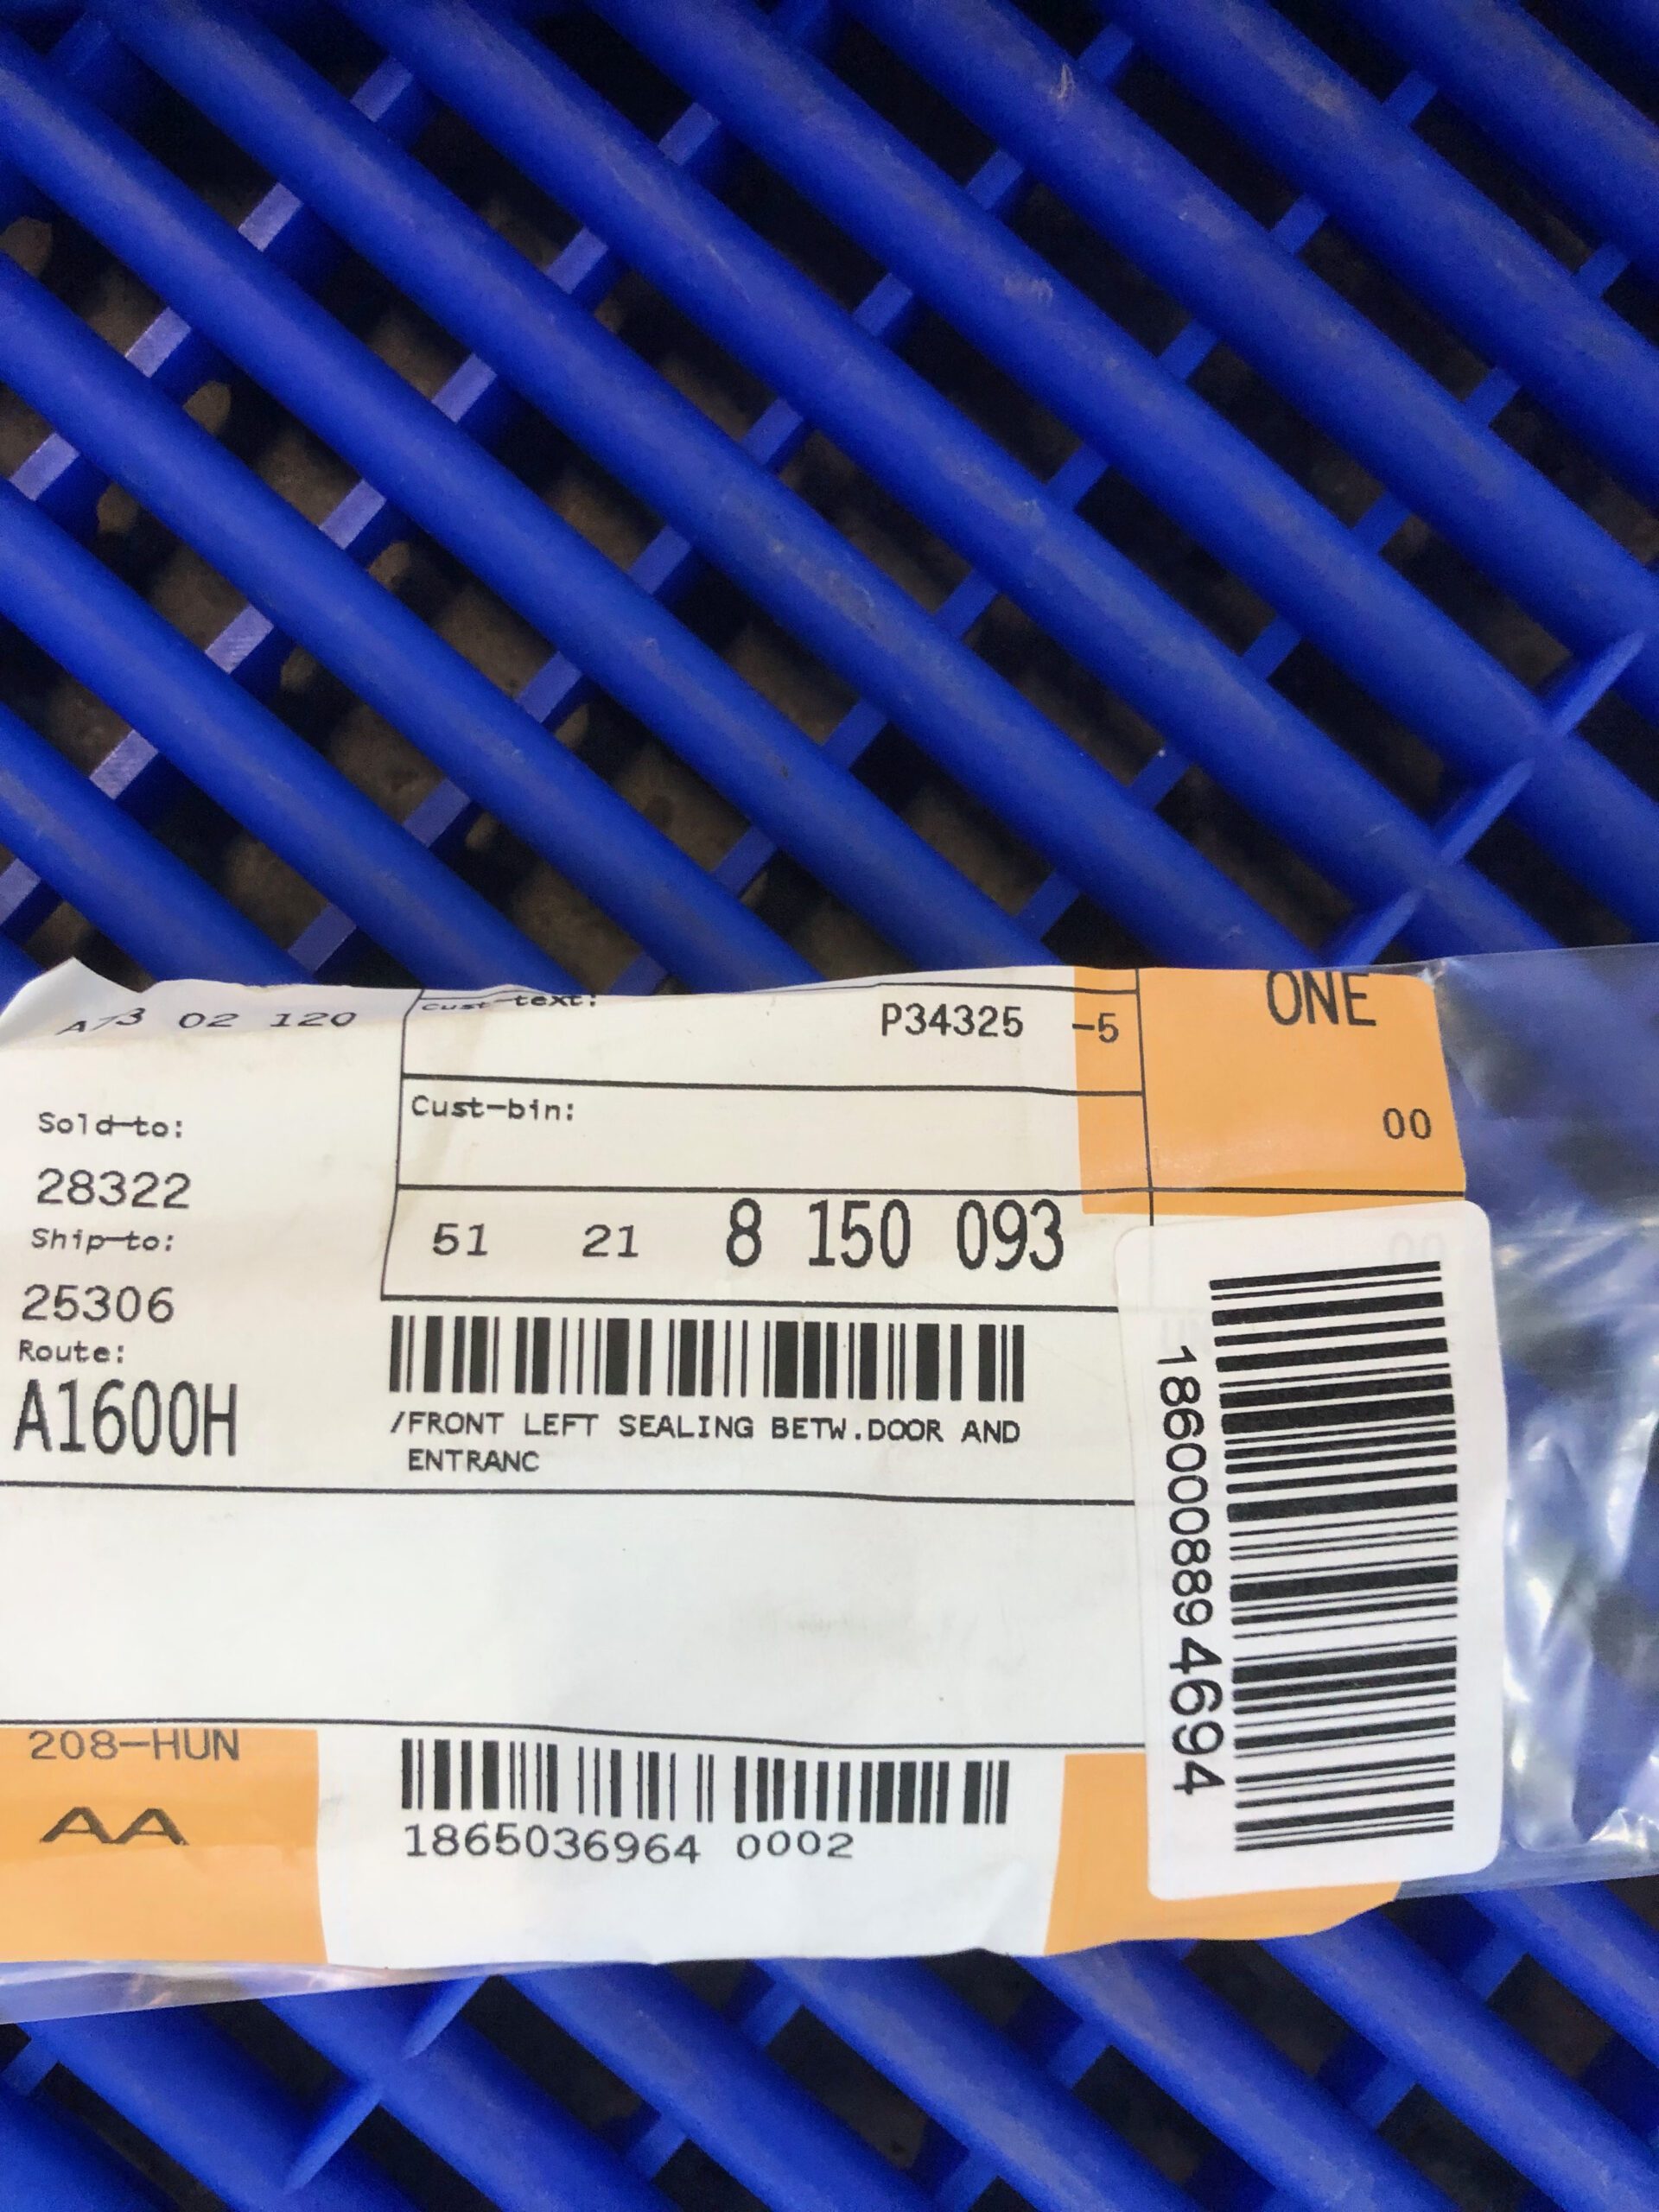 A73 02 120
Cust-text:
P34325 -5
ONE
Cust-bin:
00
Sold-to:
28322
Ship-to:
25306
Route:
A1600H
51 21 8 150 093
/FRONT LEFT SEALING BETW.DOOR AND
ENTRANC
208-HUN
AA
1865036964 0002
1860008894694